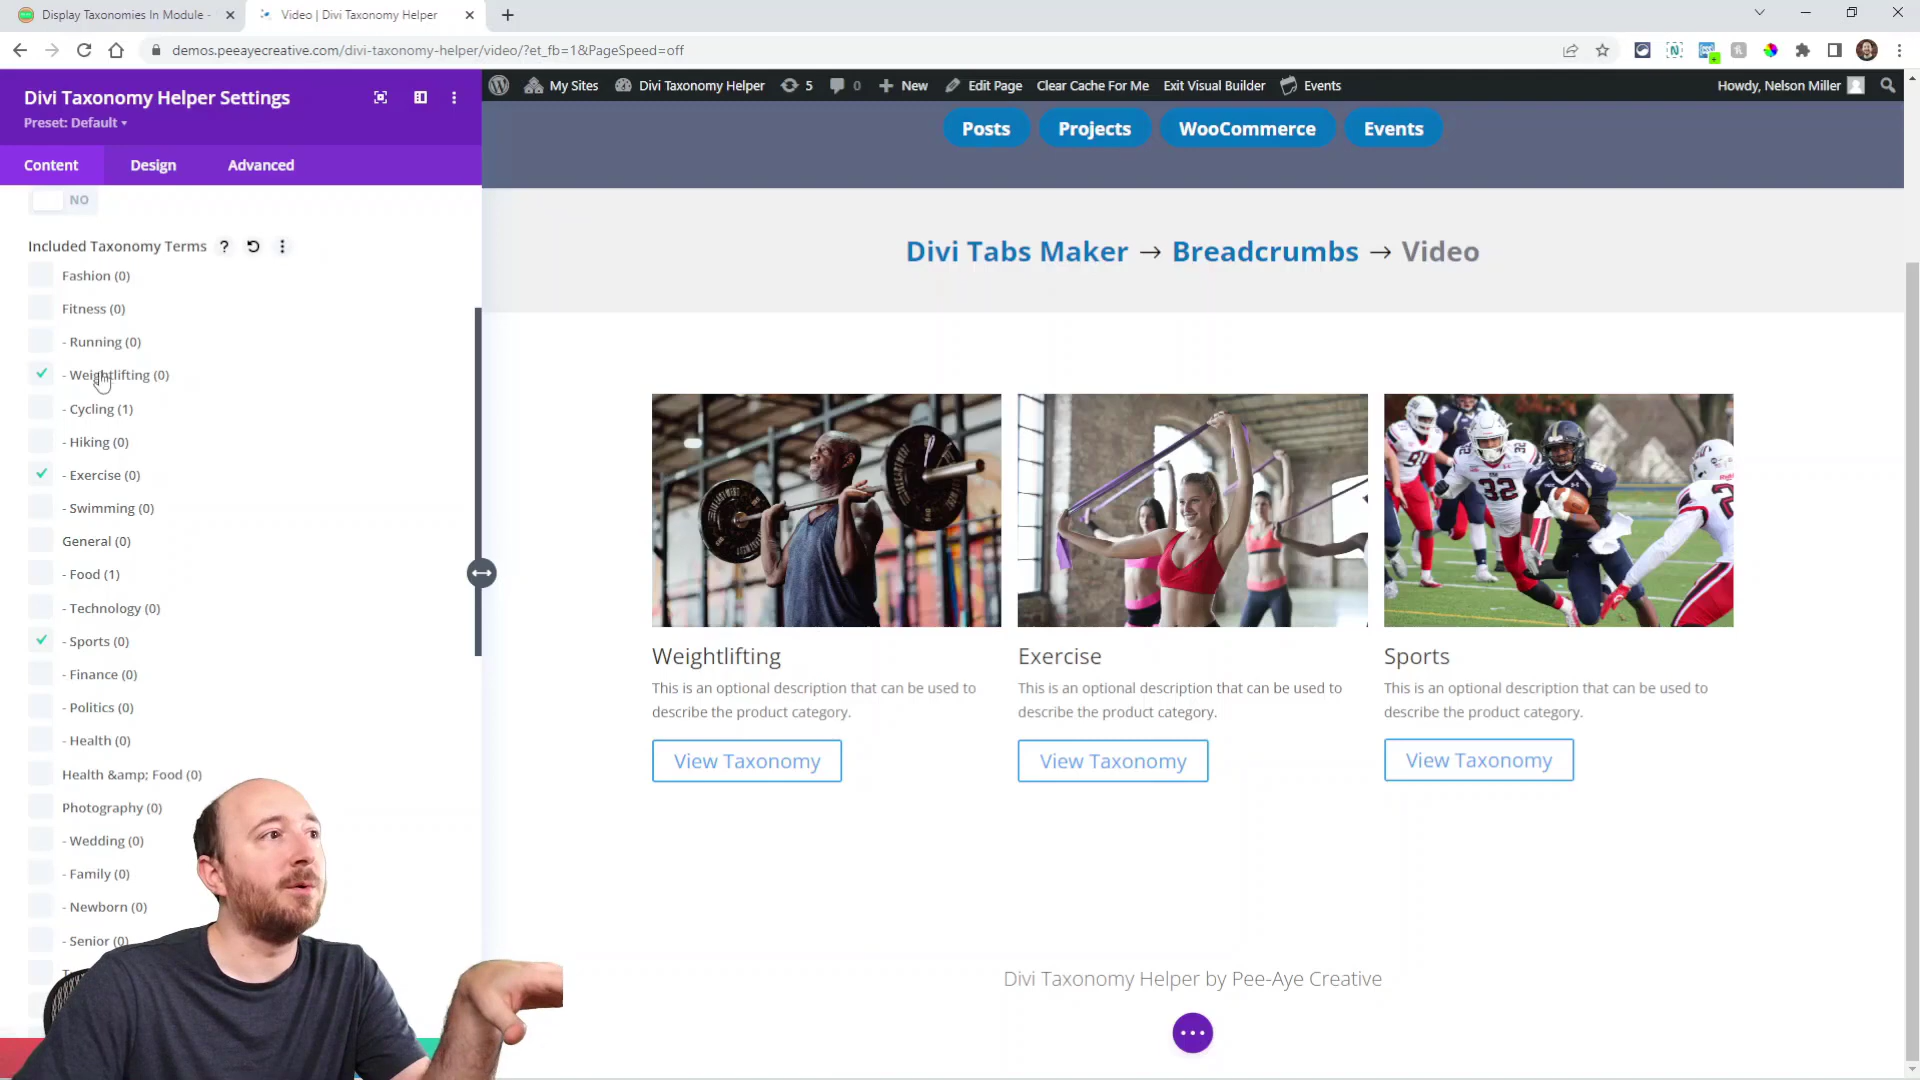 Display Taxonomies In Module -
Video | Divi Taxonomy Helper
demos.peeayecreative.com/divi-taxonomy-helper/video/?et_fb=1&PageSpeed=off
Divi Taxonomy Helper Settings
Preset: Default
My Sites
Divi Taxonomy Helper
5
0
New
Edit Page
Clear Cache For Me
Exit Visual Builder
Events
Howdy, Nelson Miller
Content
Design
Advanced
Posts
Projects
WooCommerce
Events
NO
Included Taxonomy Terms ?
Divi Tabs Maker → Breadcrumbs → Video
Fashion (0)
Fitness (0)
- Running (0)
- Weightlifting (0)
- Cycling (1)
- Hiking (0)
- Exercise (0)
- Swimming (0)
General (0)
- Food (1)
- Technology (0)
- Sports (0)
- Finance (0)
- Politics (0)
- Health (0)
Health &amp; Food (0)
Photography (0)
- Wedding (0)
- Family (0)
- Newborn (0)
- Senior (0)
Weightlifting
This is an optional description that can be used to
describe the product category.
View Taxonomy
Exercise
This is an optional description that can be used to
describe the product category.
View Taxonomy
Sports
This is an optional description that can be used to
describe the product category.
View Taxonomy
Divi Taxonomy Helper by Pee-Aye Creative